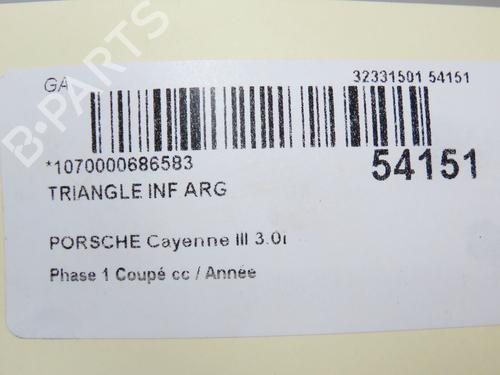 GA
32331501 54151
*1070000686583
54151
TRIANGLE INF ARG
PORSCHE Cayenne III 3.0i
Phase 1 Coupé cc / Année
B-PARTS